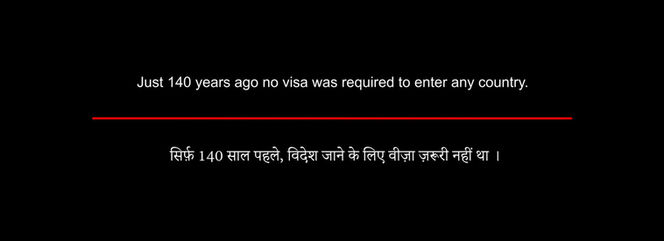 Just 140 years ago no visa was required to enter any country.
सिर्फ़ 140 साल पहले, विदेश जाने के लिए वीज़ा ज़रूरी नहीं था ।